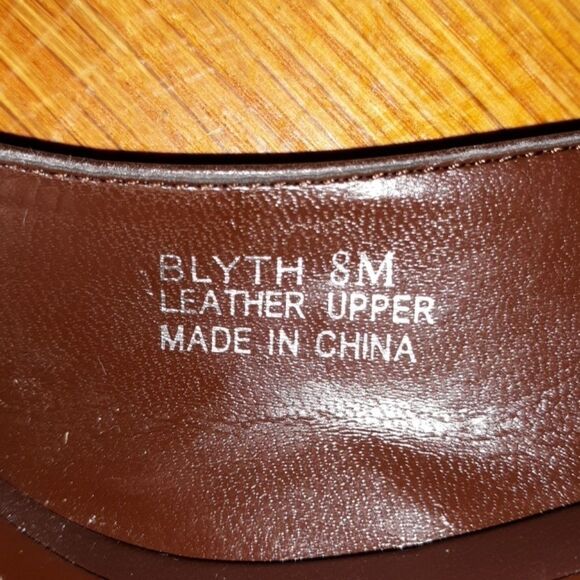 BLYTH 8M
LEATHER UPPER
MADE IN CHINA